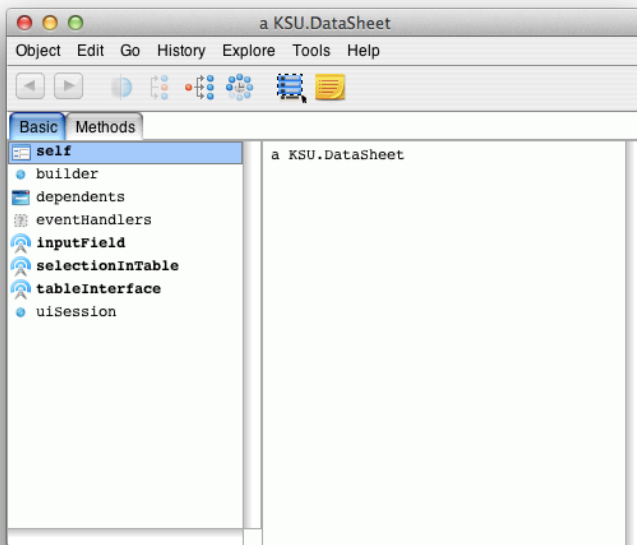 a KSU.DataSheet
Object Edit Go History Explore Tools Help
Basic Methods
self
a KSU.DataSheet
builder
dependents
eventHandlers
inputField
selectionInTable
tableInterface
uiSession